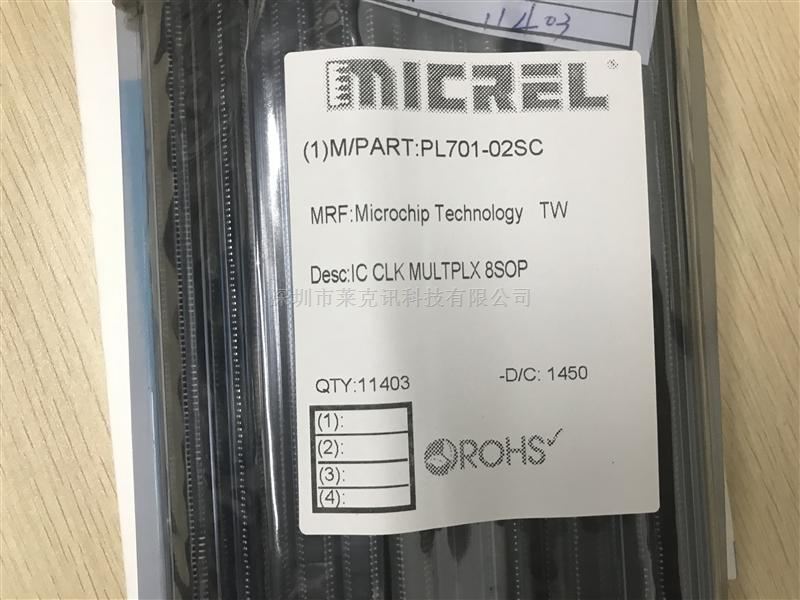 11403
MICREL®
(1)M/PART:PL701-02SC
MRF:Microchip Technology TW
Desc:IC CLK MULTPLX 8SOP
深圳市莱克讯科技有限公司
QTY:11403 -D/C: 1450
(1):
(2):
(3):
(4):
ROHS